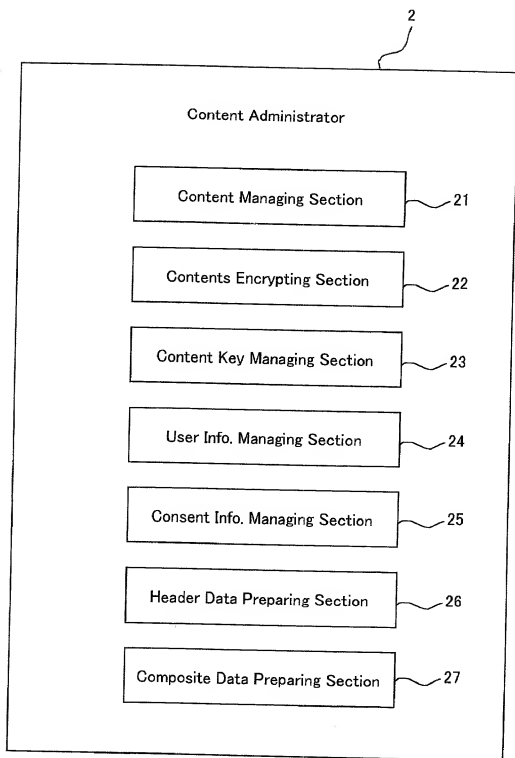 2
Content Administrator
Content Managing Section
21
Contents Encrypting Section
22
Content Key Managing Section
23
User Info. Managing Section
24
Consent Info. Managing Section
25
Header Data Preparing Section
26
Composite Data Preparing Section
27